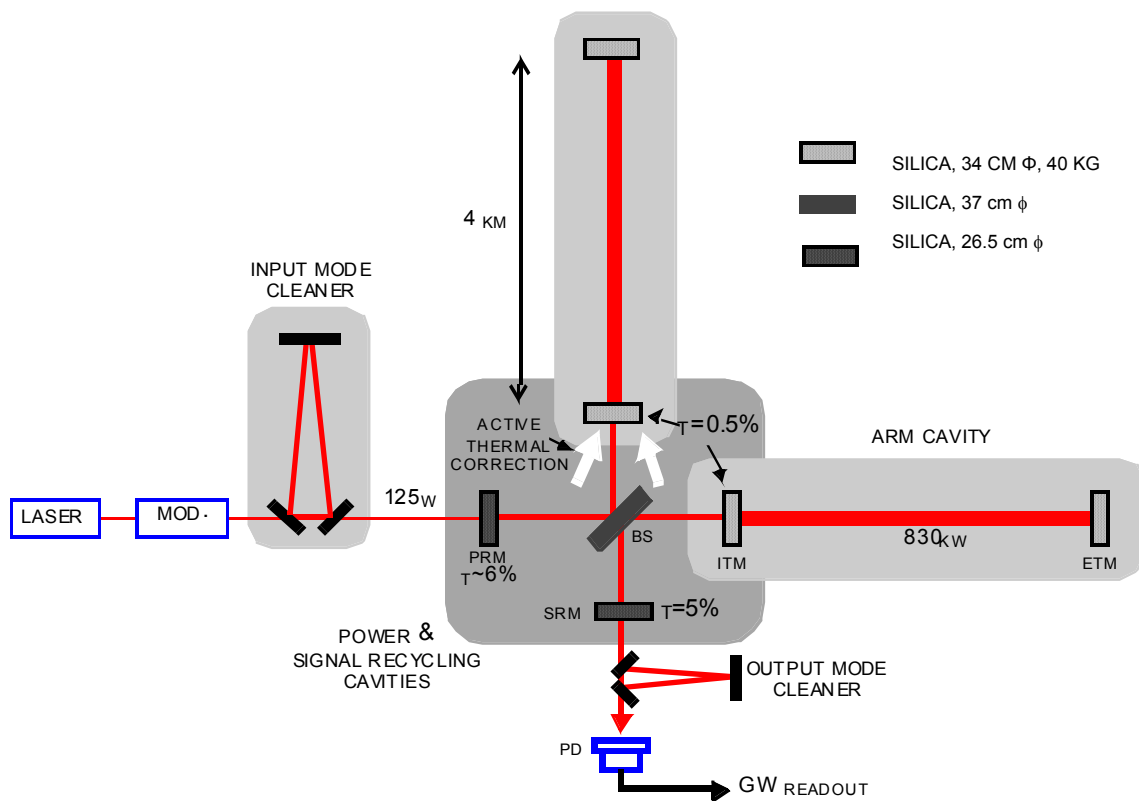 SILICA, 34 CM Φ, 40 KG
4 KM
SILICA, 37 cm ϕ
SILICA, 26.5 cm ϕ
INPUT MODE
CLEANER
ACTIVE
THERMAL
CORRECTION
T=0.5%
ARM CAVITY
LASER
MOD.
125W
PRM
T~6%
BS
ITM
830KW
ETM
SRM
T=5%
POWER &
SIGNAL RECYCLING
CAVITIES
OUTPUT MODE
CLEANER
PD
GW READOUT